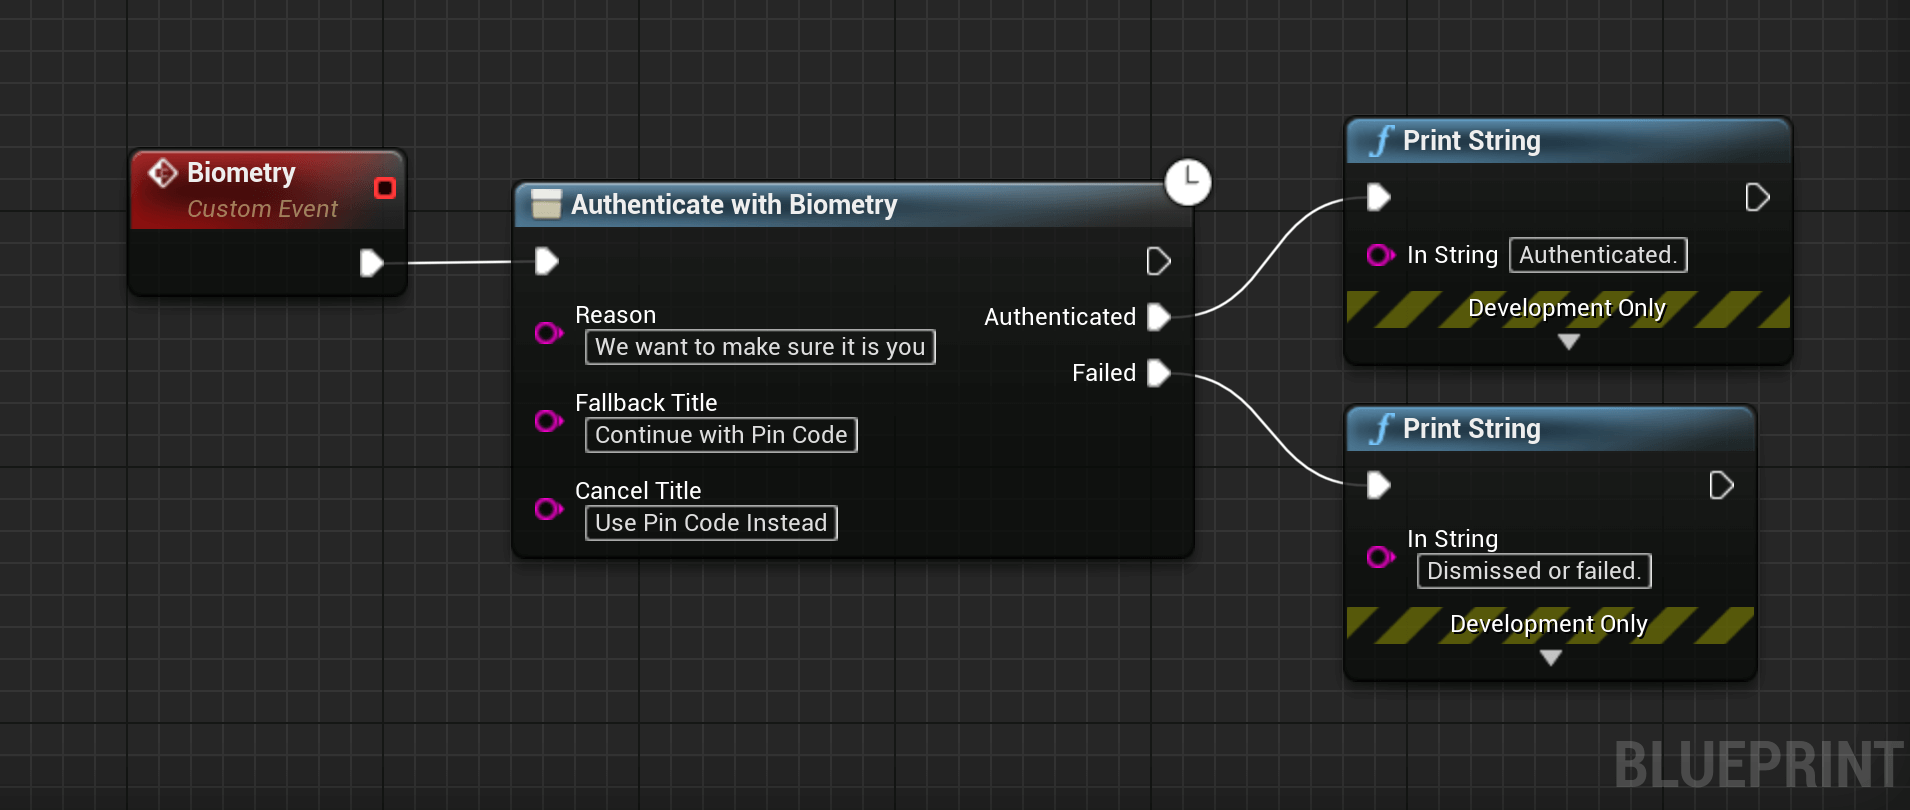 Biometry
Custom Event
Authenticate with Biometry
Reason
We want to make sure it is you
Fallback Title
Continue with Pin Code
Cancel Title
Use Pin Code Instead
Authenticated
Failed
Print String
In String Authenticated.
Development Only
Print String
In String
Dismissed or failed.
Development Only
BLUEPRINT